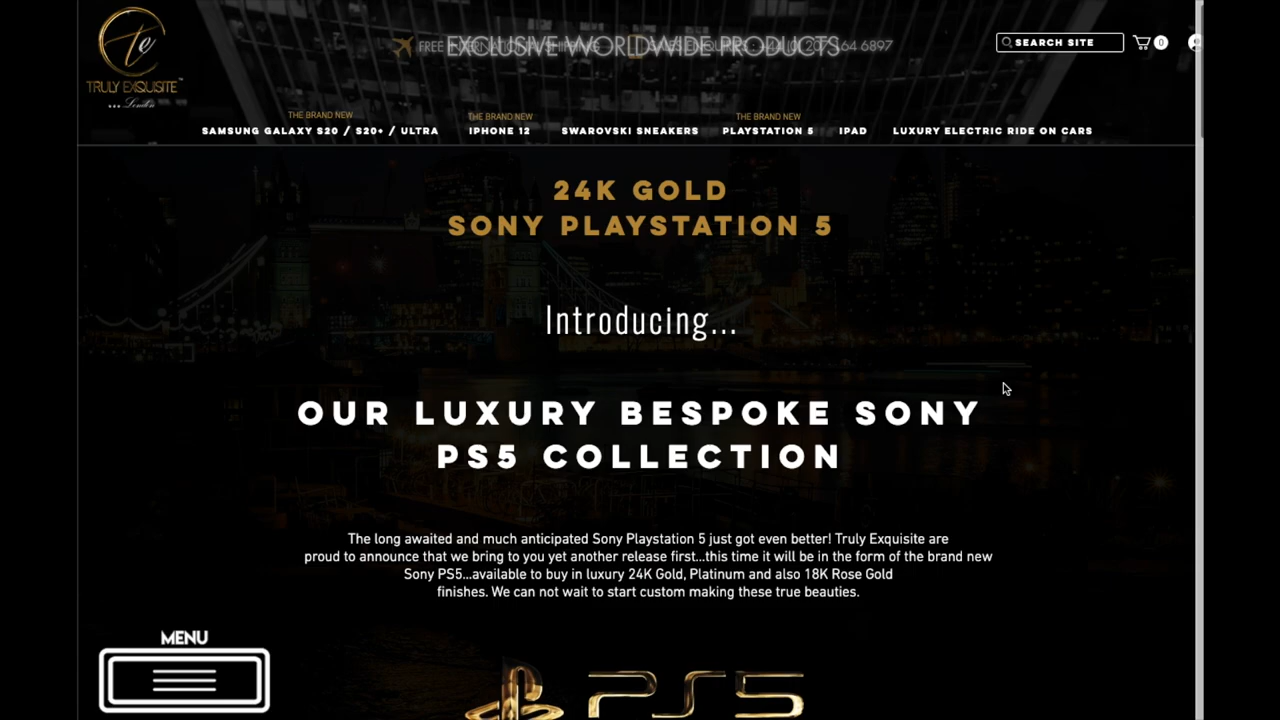 te
TRULY EXQUISITE™
London
EXCLUSIVE WORLDWIDE PRODUCTS
FREE
6897
SEARCH SITE
0
THE BRAND NEW
SAMSUNG GALAXY S20 / S20+ / ULTRA
THE BRAND NEW
IPHONE 12
SWAROVSKI SNEAKERS
THE BRAND NEW
PLAYSTATION 5
IPAD
LUXURY ELECTRIC RIDE ON CARS
24K GOLD
SONY PLAYSTATION 5
Introducing...
OUR LUXURY BESPOKE SONY
PS5 COLLECTION
The long awaited and much anticipated Sony Playstation 5 just got even better! Truly Exquisite are
proud to announce that we bring to you yet another release first...this time it will be in the form of the brand new
Sony PS5...available to buy in luxury 24K Gold, Platinum and also 18K Rose Gold
finishes. We can not wait to start custom making these true beauties.
MENU
PS5